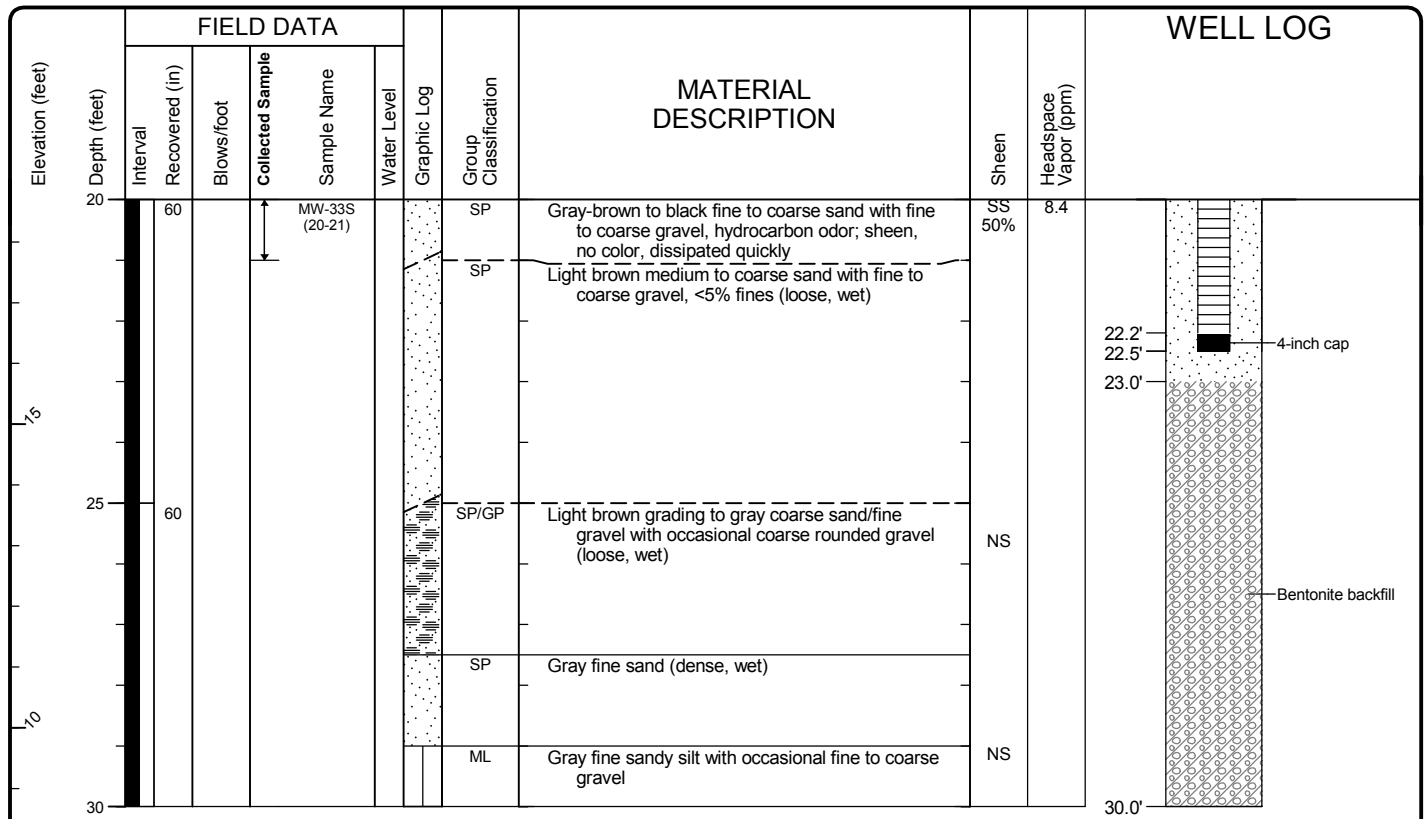 FIELD DATA
WELL LOG
Elevation (feet)
Depth (feet)
Interval
Recovered (in)
Blows/foot
Collected Sample
Sample Name
Water Level
Graphic Log
Group
Classification
MATERIAL
DESCRIPTION
Sheen
Headspace
Vapor (ppm)
20
60
MW-33S
(20-21)
SP
Gray-brown to black fine to coarse sand with fine
to coarse gravel, hydrocarbon odor; sheen,
no color, dissipated quickly
SS
50%
8.4
SP
Light brown medium to coarse sand with fine to
coarse gravel, <5% fines (loose, wet)
22.2'
22.5'
4-inch cap
23.0'
15
25
60
SP/GP
Light brown grading to gray coarse sand/fine
gravel with occasional coarse rounded gravel
(loose, wet)
NS
Bentonite backfill
SP
Gray fine sand (dense, wet)
10
ML
Gray fine sandy silt with occasional fine to coarse
gravel
NS
30
30.0'